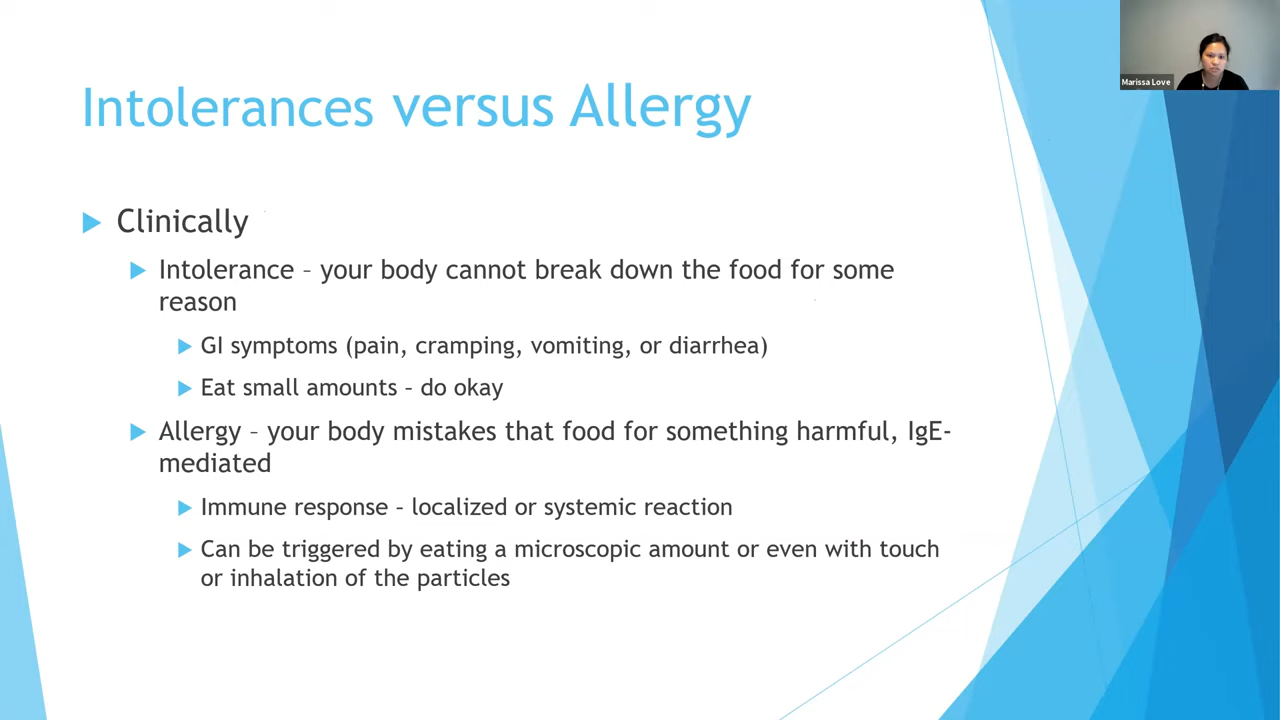 Marissa Love
Intolerances versus Allergy
Clinically
Intolerance – your body cannot break down the food for some
reason
GI symptoms (pain, cramping, vomiting, or diarrhea)
Eat small amounts – do okay
Allergy – your body mistakes that food for something harmful, IgE-
mediated
Immune response – localized or systemic reaction
Can be triggered by eating a microscopic amount or even with touch
or inhalation of the particles